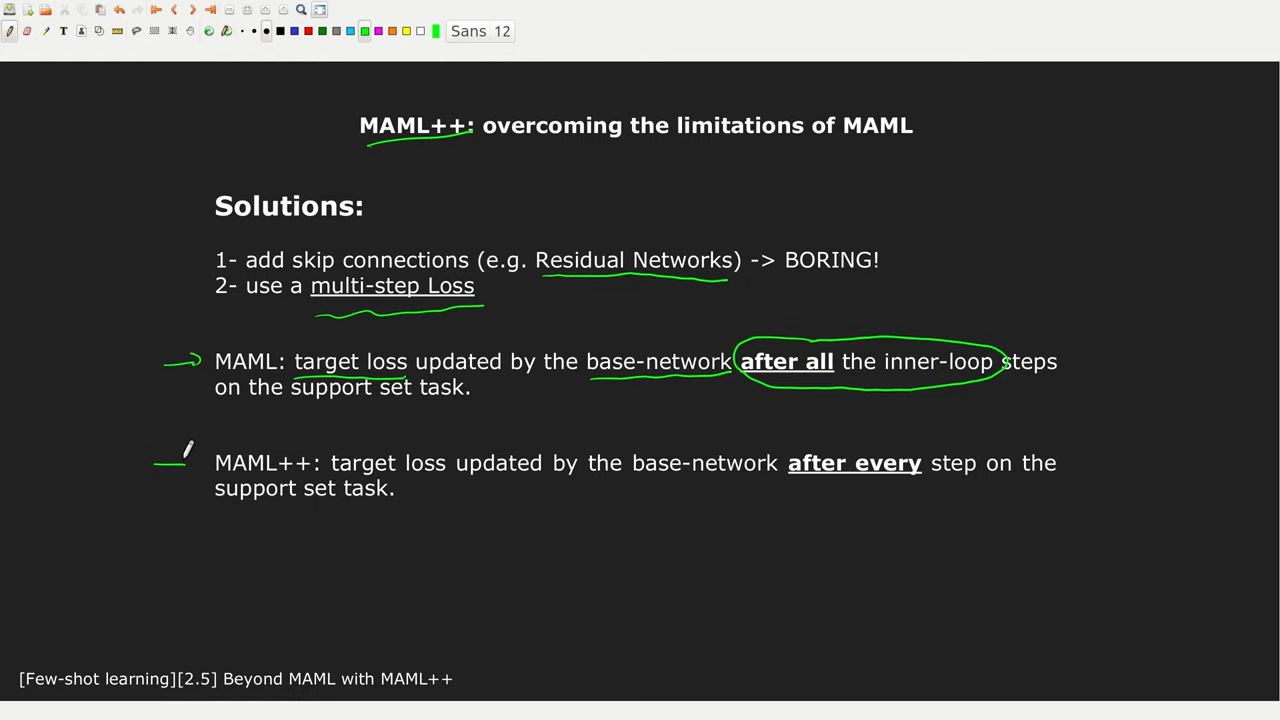 Sans 12
MAML++: overcoming the limitations of MAML
Solutions:
1- add skip connections (e.g. Residual Networks) -> BORING!
2- use a multi-step Loss
MAML: target loss updated by the base-network after all the inner-loop steps
on the support set task.
MAML++: target loss updated by the base-network after every step on the
support set task.
[Few-shot learning][2.5] Beyond MAML with MAML++